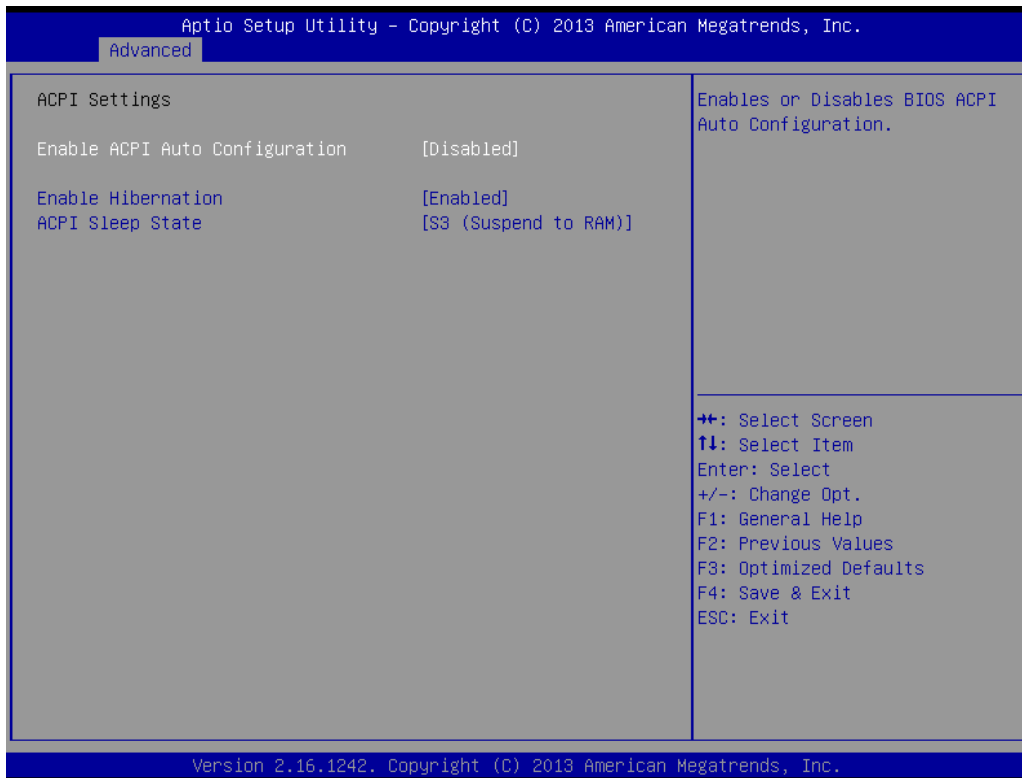 Aptio Setup Utility – Copyright (C) 2013 American Megatrends, Inc.
Advanced
ACPI Settings
Enable ACPI Auto Configuration [Disabled]
Enable Hibernation [Enabled]
ACPI Sleep State [S3 (Suspend to RAM)]
Enables or Disables BIOS ACPI
Auto Configuration.
→←: Select Screen
↑↓: Select Item
Enter: Select
+/-: Change Opt.
F1: General Help
F2: Previous Values
F3: Optimized Defaults
F4: Save & Exit
ESC: Exit
Version 2.16.1242. Copyright (C) 2013 American Megatrends, Inc.